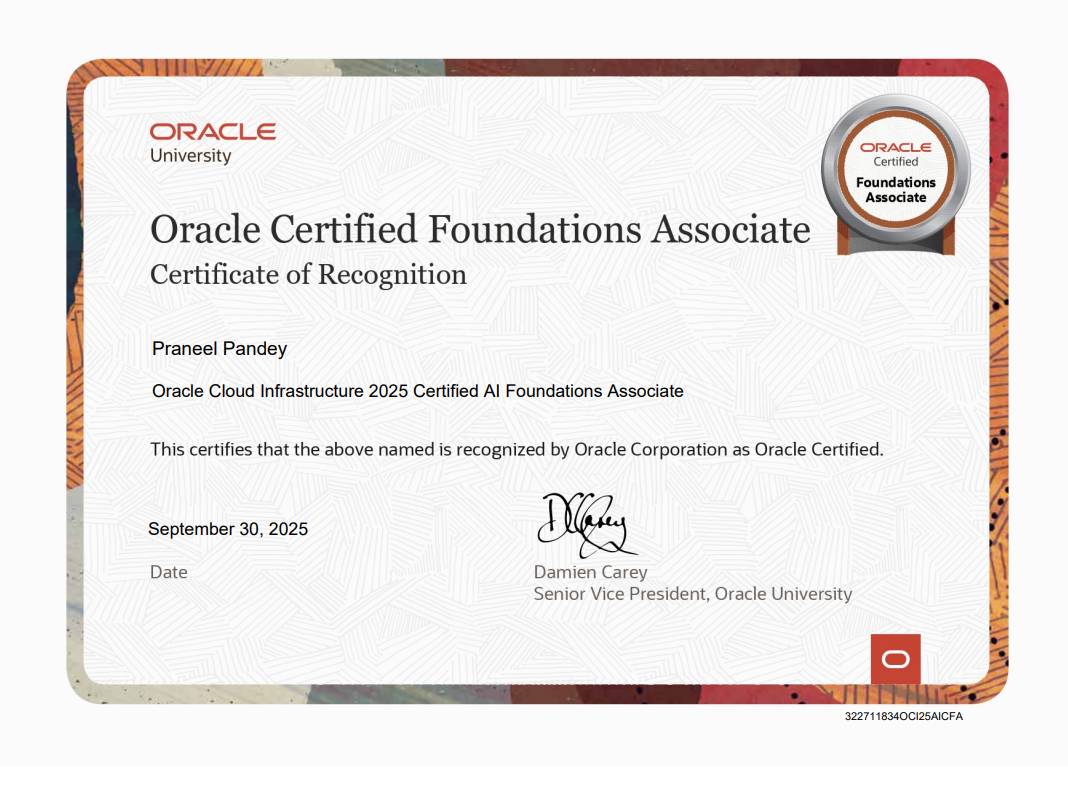 ORACLE
University
ORACLE
Certified
Foundations
Associate
Oracle Certified Foundations Associate
Certificate of Recognition
Praneel Pandey
Oracle Cloud Infrastructure 2025 Certified AI Foundations Associate
This certifies that the above named is recognized by Oracle Corporation as Oracle Certified.
DCarey
September 30, 2025
Date
Damien Carey
Senior Vice President, Oracle University
322711834OCI25AICFA